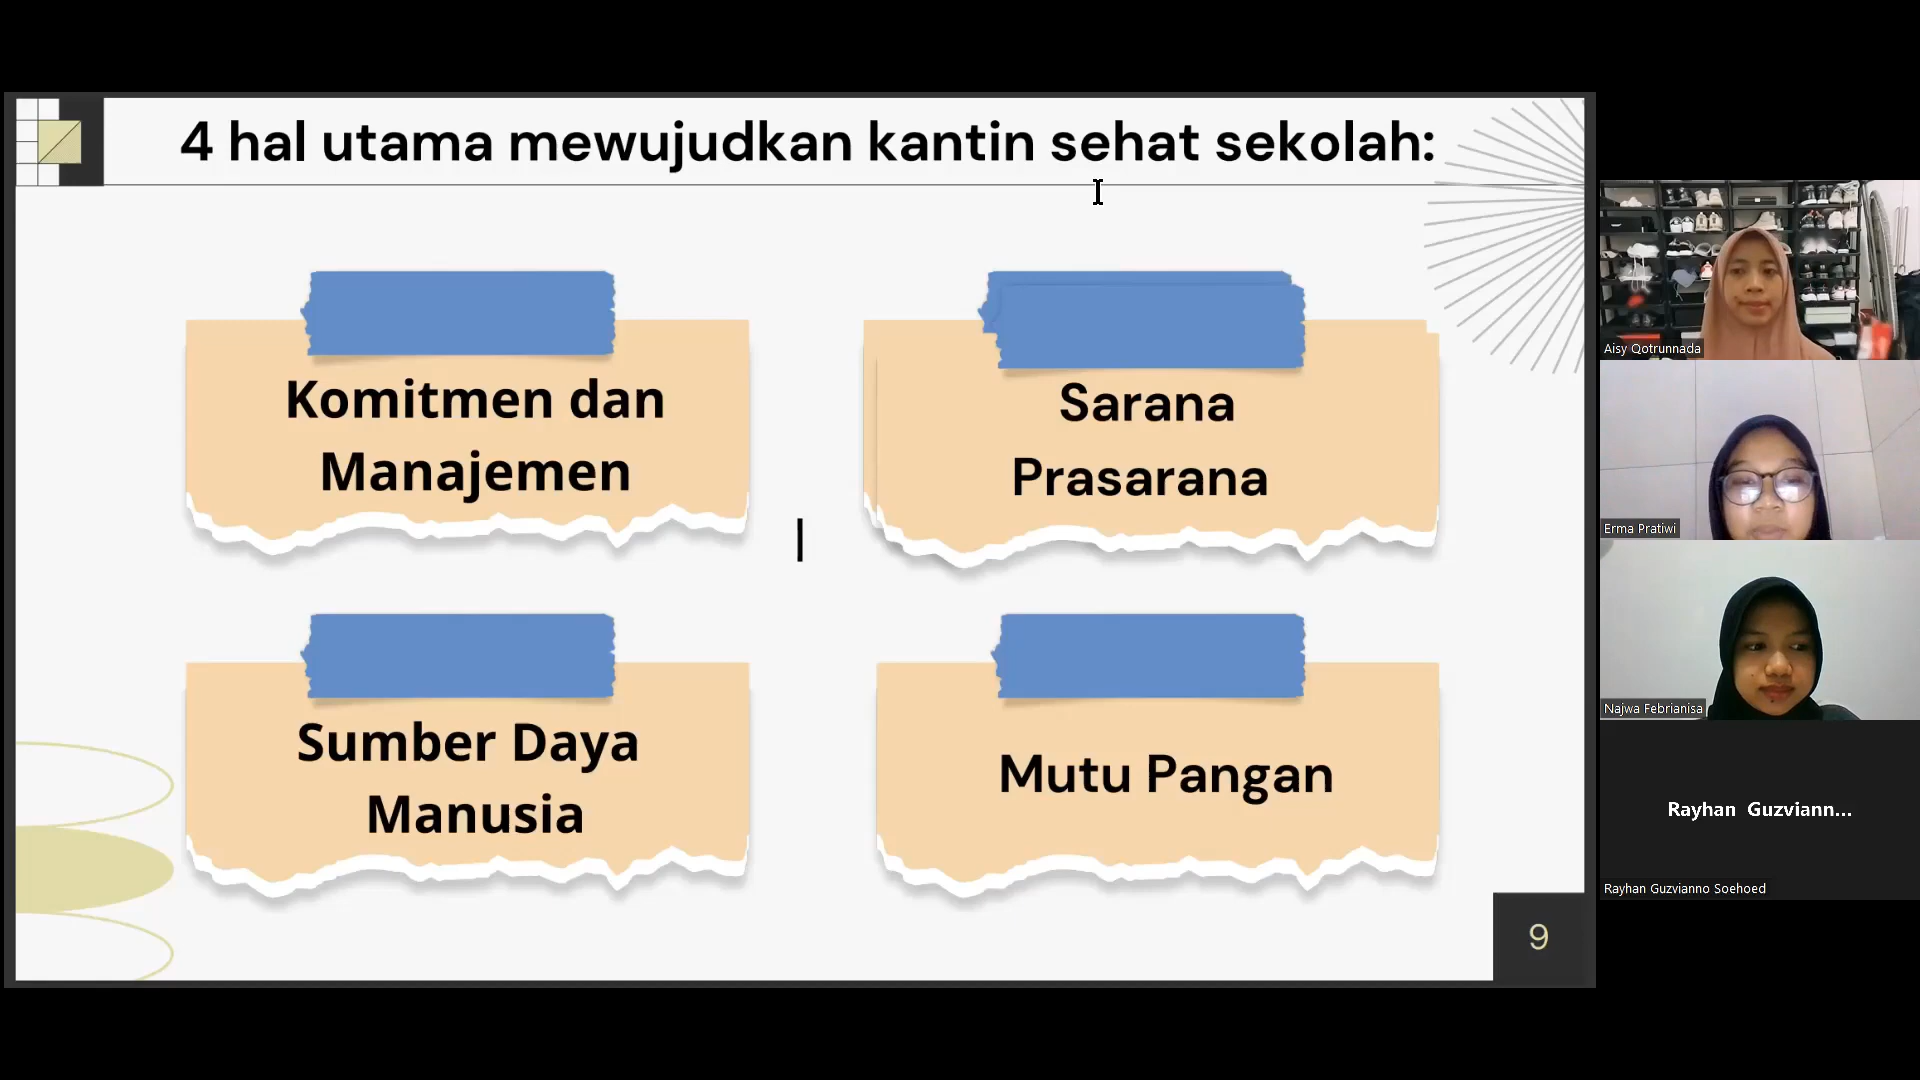 4 hal utama mewujudkan kantin sehat sekolah:
Komitmen dan
Manajemen
Sarana
Prasarana
Sumber Daya
Manusia
Mutu Pangan
9
Aisy Qotrunnada
Erma Pratiwi
Najwa Febrianisa
Rayhan Guzviann...
Rayhan Guzvianno Soehoed